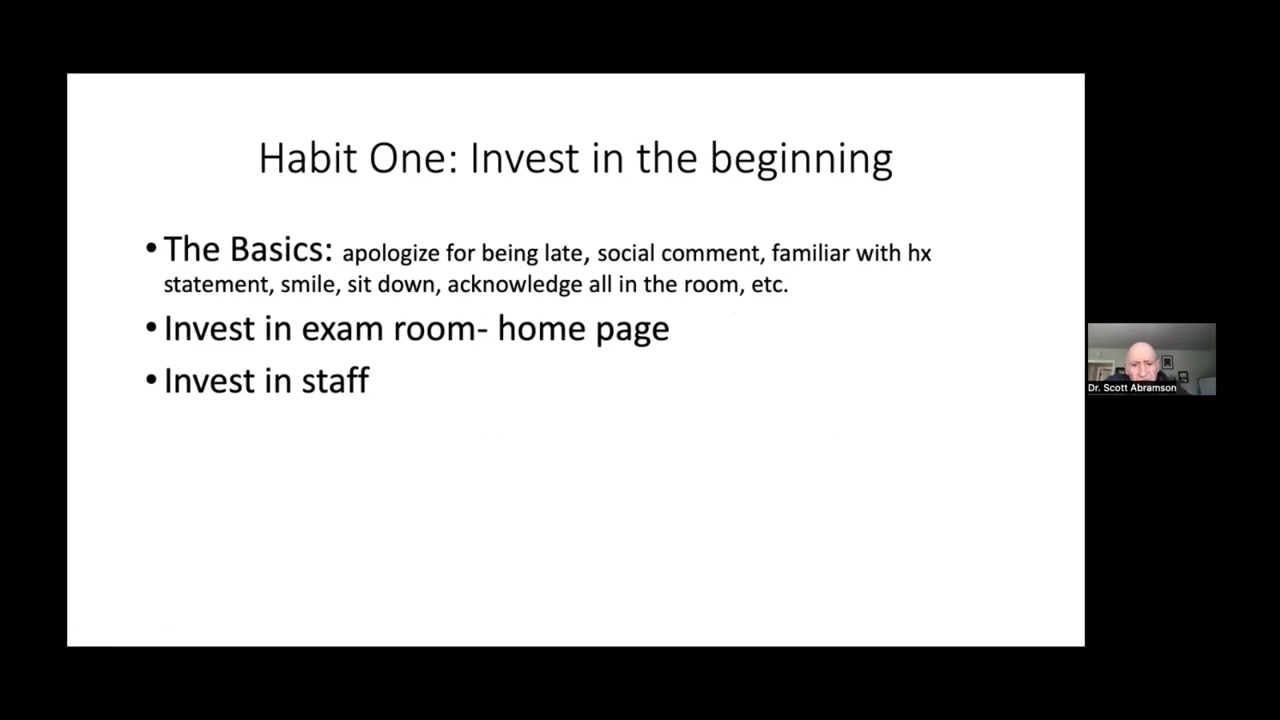 Habit One: Invest in the beginning
• The Basics: apologize for being late, social comment, familiar with hx
statement, smile, sit down, acknowledge all in the room, etc.
• Invest in exam room- home page
• Invest in staff
Dr. Scott Abramson